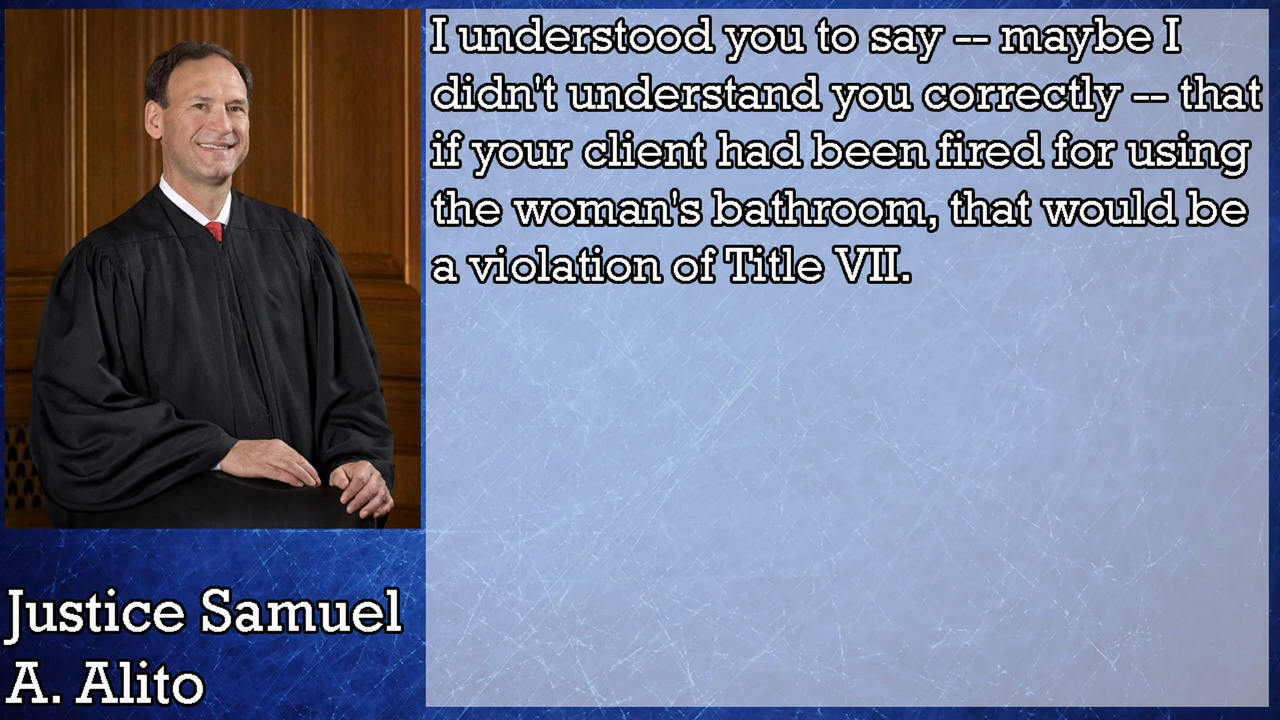 I understood you to say -- maybe I
didn't understand you correctly -- that
if your client had been fired for using
the woman's bathroom, that would be
a violation of Title VII.
Justice Samuel
A. Alito